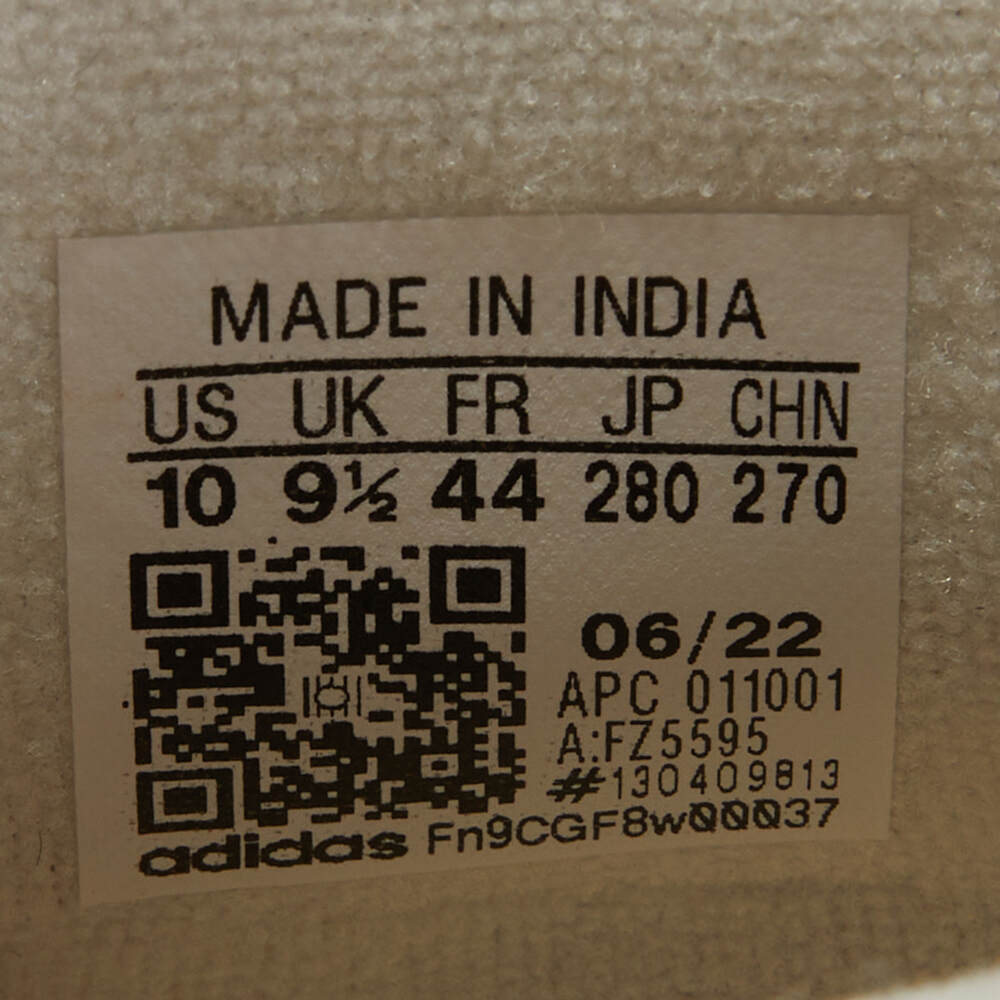 MADE IN INDIA
US UK FR JP CHN
10 9½ 44 280 270
06/22
APC 011001
A:FZ5595
#130409813
adidas Fn9CGF8w00037